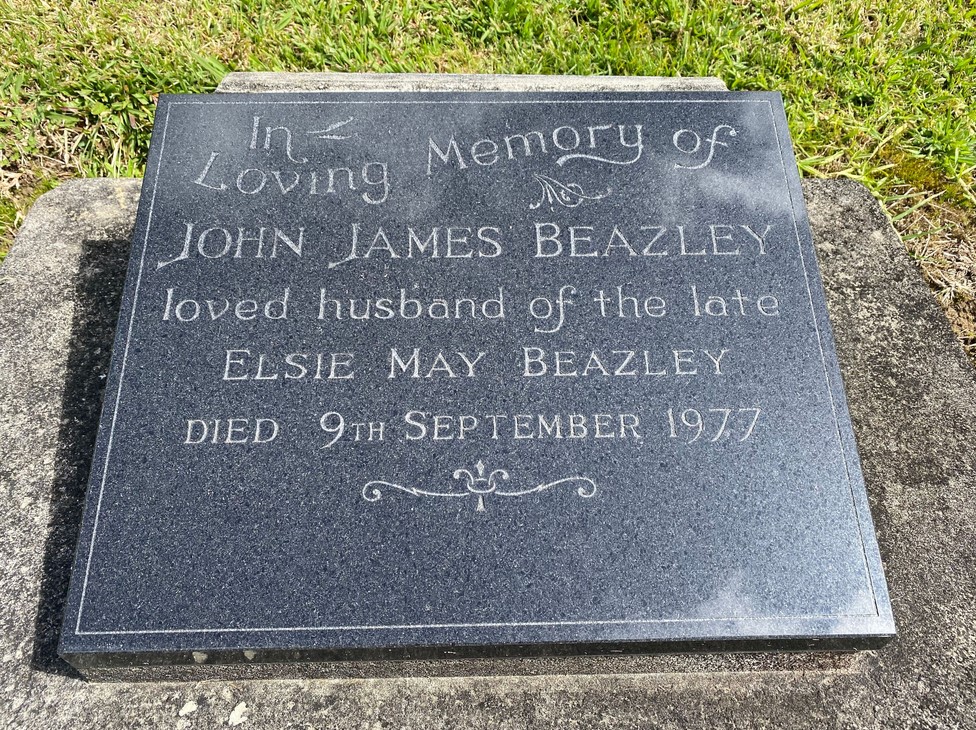 In
Loving Memory of
JOHN JAMES BEAZLEY
loved husband of the late
ELSIE MAY BEAZLEY
DIED 9TH SEPTEMBER 1977